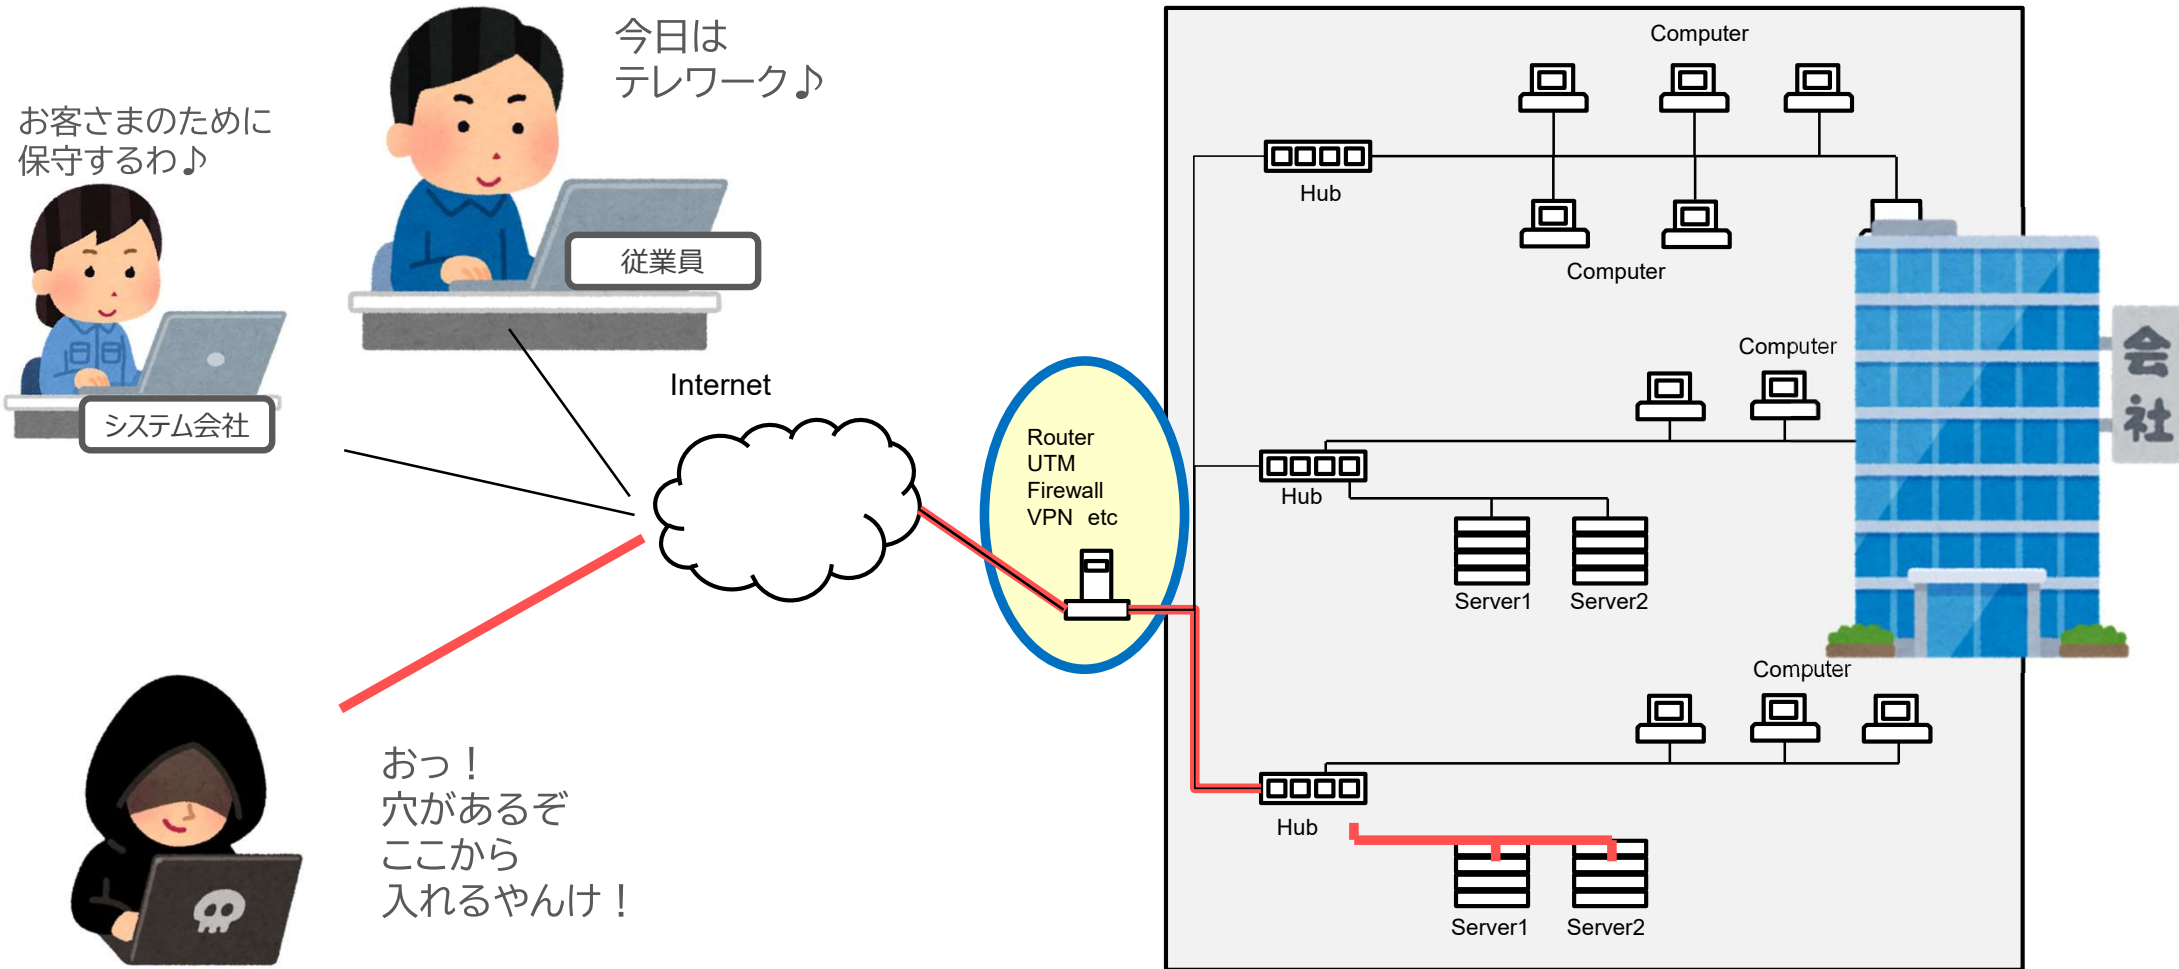 今日は
テレワーク♪
お客さまのために
保守するわ♪
従業員
システム会社
Internet
Router
UTM
Firewall
VPN etc
おっ！
穴があるぞ
ここから
入れるやんけ！
Computer
Hub
Computer
Computer
Hub
Server1
Server2
Computer
Hub
Server1
Server2
会社